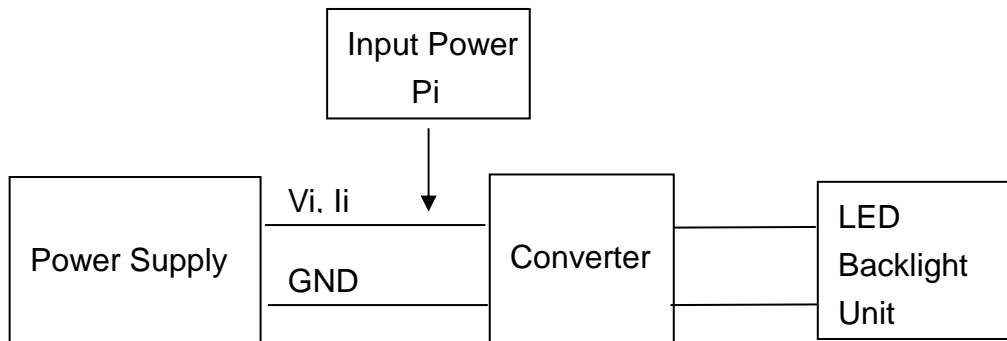 Input Power
Pi
Vi, Ii
Power Supply
GND
Converter
LED
Backlight
Unit